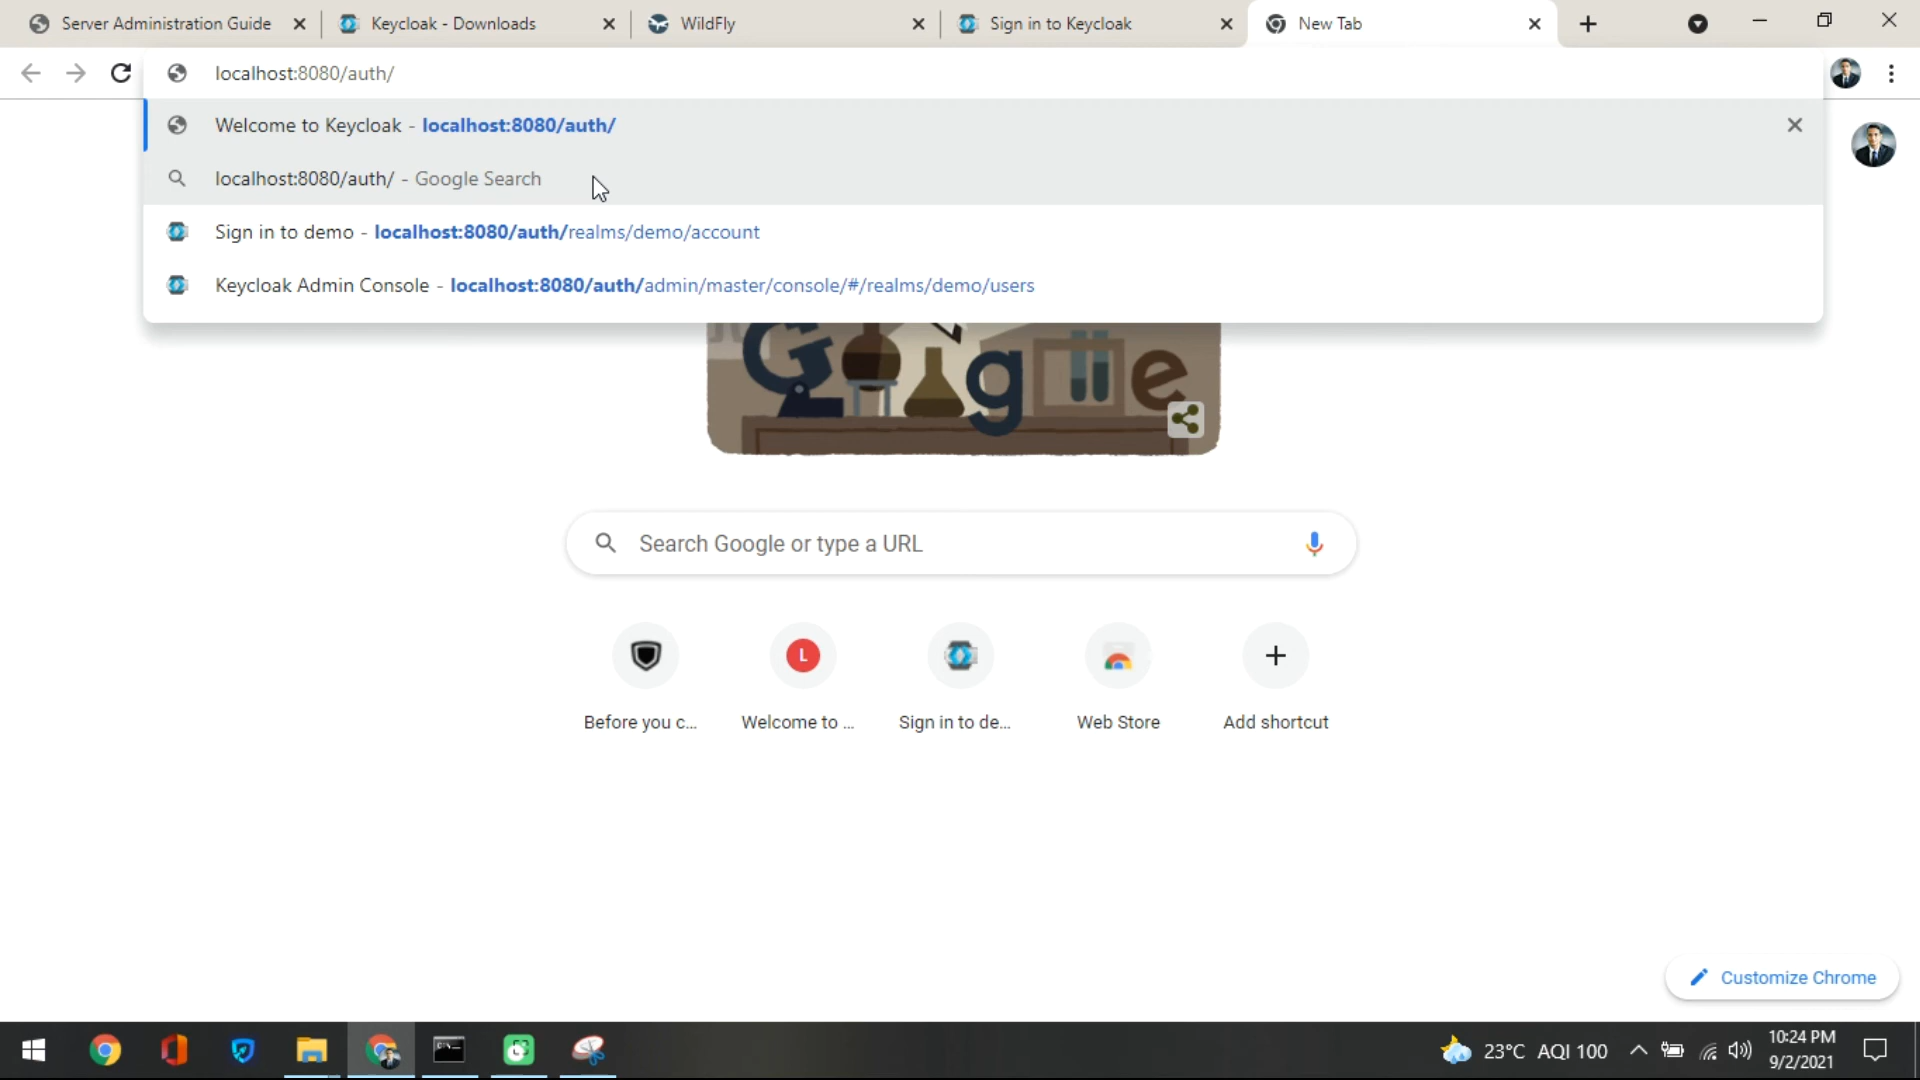 Server Administration Guide
Keycloak - Downloads
WildFly
Sign in to Keycloak
New Tab
localhost:8080/auth/
Welcome to Keycloak - localhost:8080/auth/
localhost:8080/auth/ - Google Search
Sign in to demo - localhost:8080/auth/realms/demo/account
Keycloak Admin Console - localhost:8080/auth/admin/master/console/#/realms/demo/users
G g e
Search Google or type a URL
L
Before you c...
Welcome to ...
Sign in to de...
Web Store
Add shortcut
Customize Chrome
23°C AQI 100
10:24 PM
9/2/2021